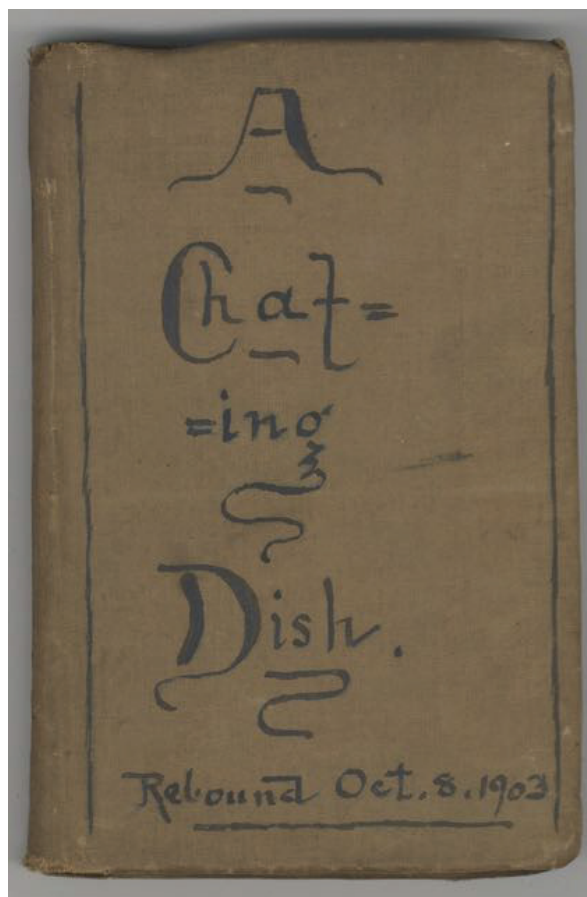 A
Chaf=
=ing
Dish.
Rebound Oct. 8. 1903